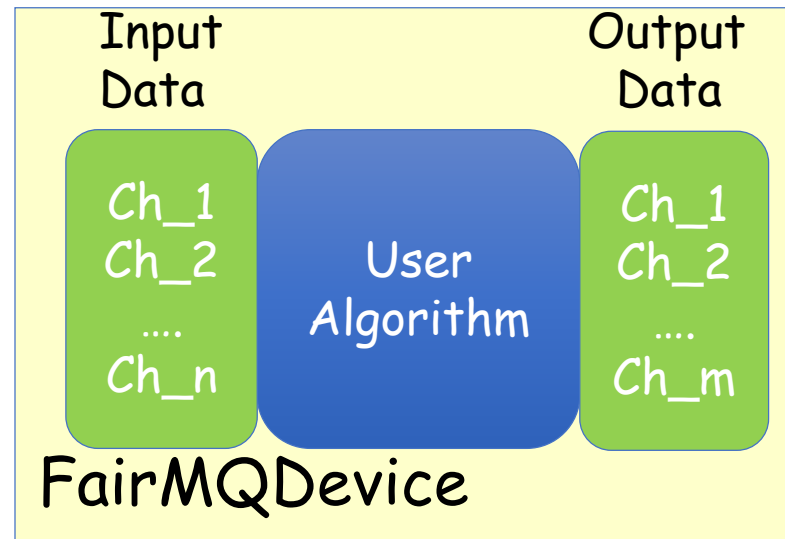 Input
Data
Output
Data
Ch_1
Ch_2
....
Ch_n
User
Algorithm
Ch_1
Ch_2
....
Ch_m
FairMQDevice